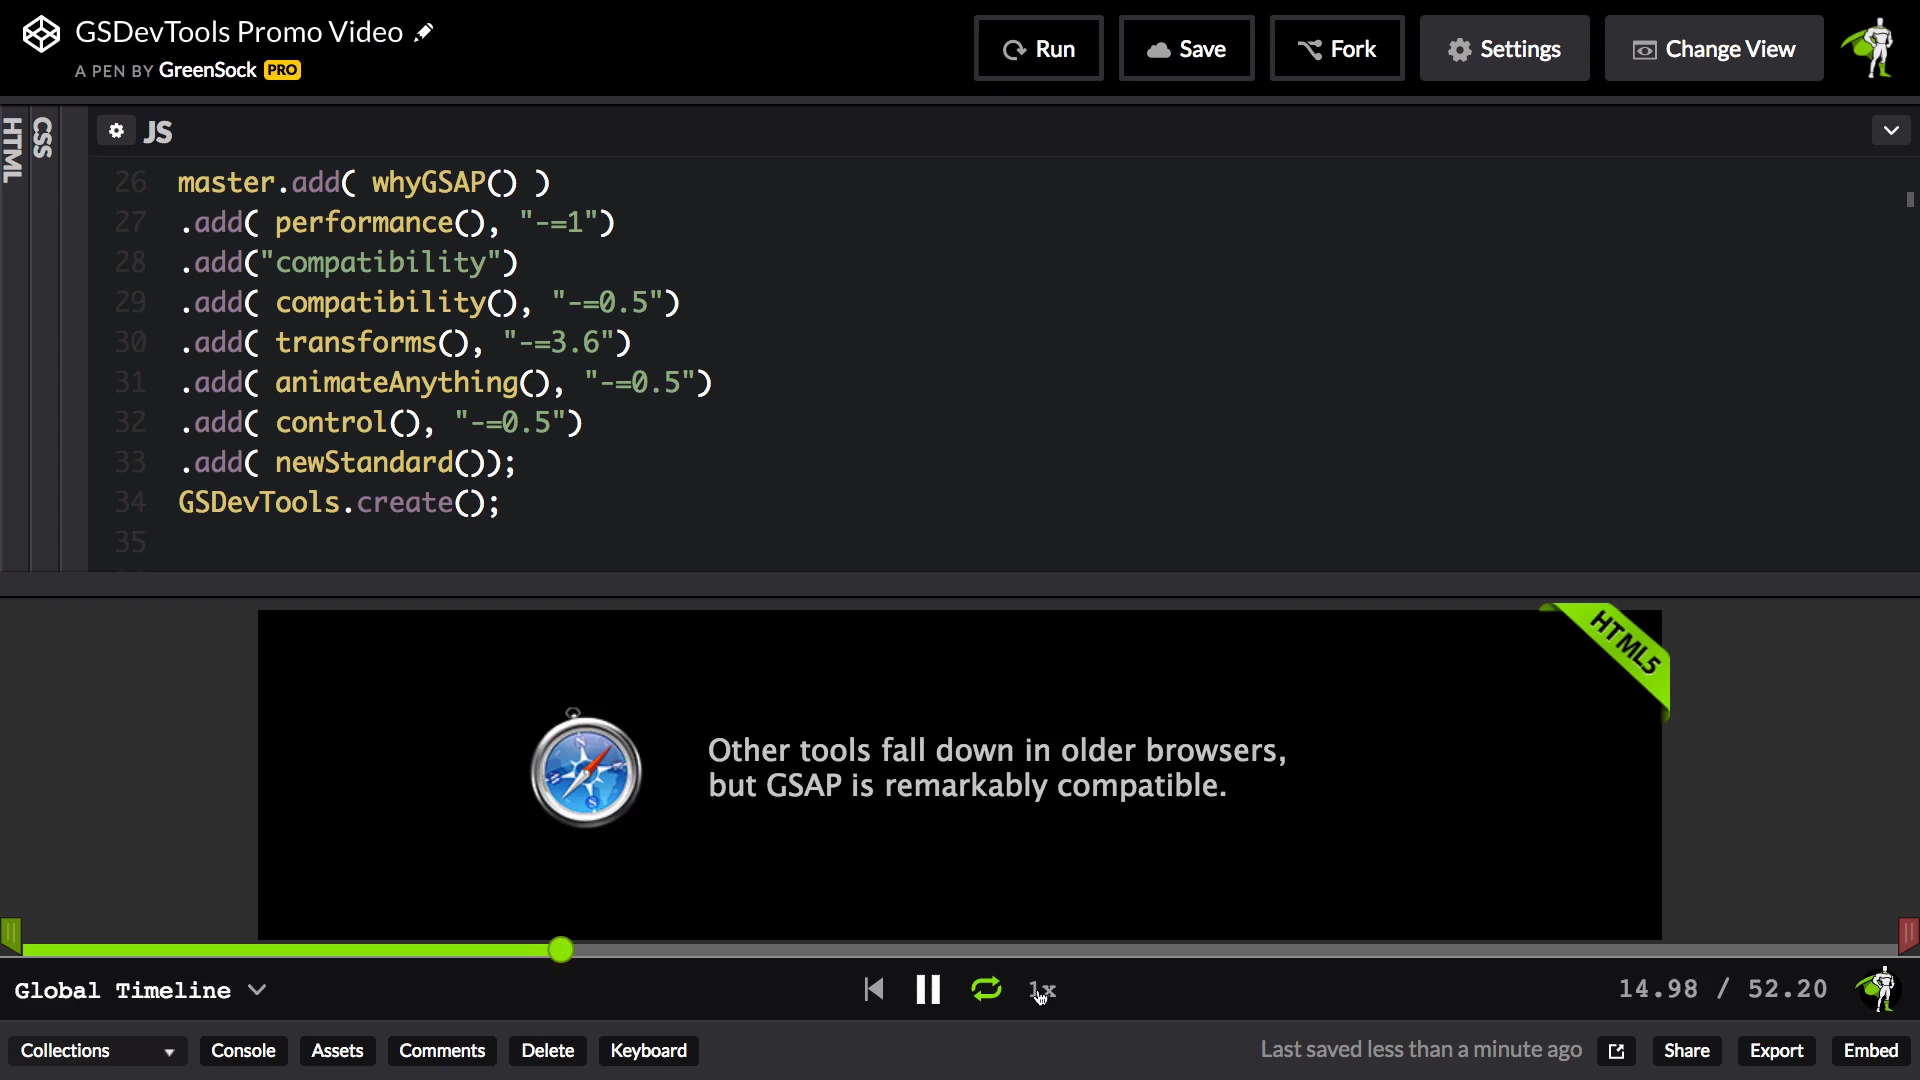 GSDevTools Promo Video
A PEN BY GreenSock PRO
Run
Save
Fork
Settings
Change View
HTML
CSS
JS
26 master.add( whyGSAP() )
27 .add( performance(), "-=1")
28 .add("compatibility")
29 .add( compatibility(), "-=0.5")
30 .add( transforms(), "-=3.6")
31 .add( animateAnything(), "-=0.5")
32 .add( control(), "-=0.5")
33 .add( newStandard());
34 GSDevTools.create();
35
HTML5
Other tools fall down in older browsers,
but GSAP is remarkably compatible.
Global Timeline
1x
14.98 / 52.20
Collections
Console
Assets
Comments
Delete
Keyboard
Last saved less than a minute ago
Share
Export
Embed